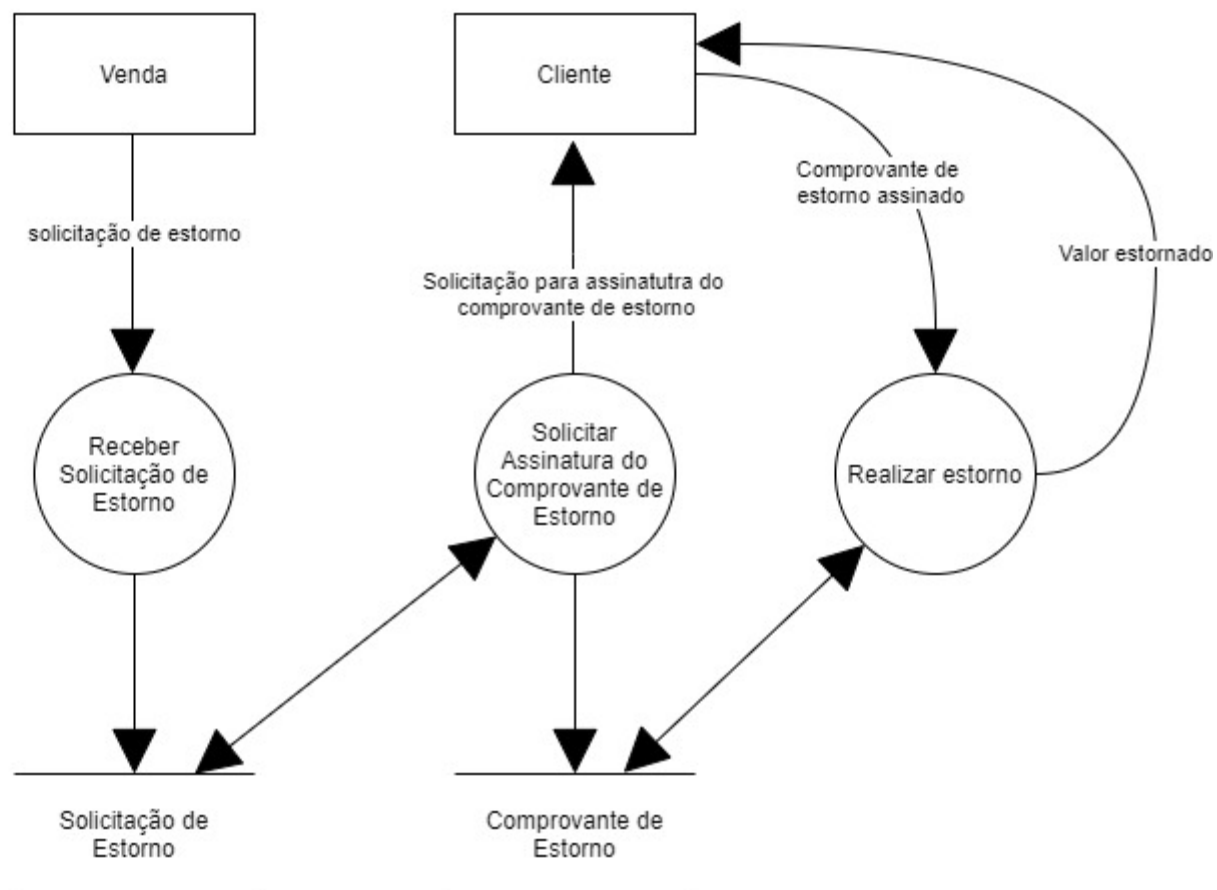 Venda
Cliente
Comprovante de
estorno assinado
solicitação de estorno
Valor estornado
Solicitação para assinatutra do
comprovante de estorno
Receber
Solicitação de
Estorno
Solicitar
Assinatura do
Comprovante de
Estorno
Realizar estorno
Solicitação de
Estorno
Comprovante de
Estorno